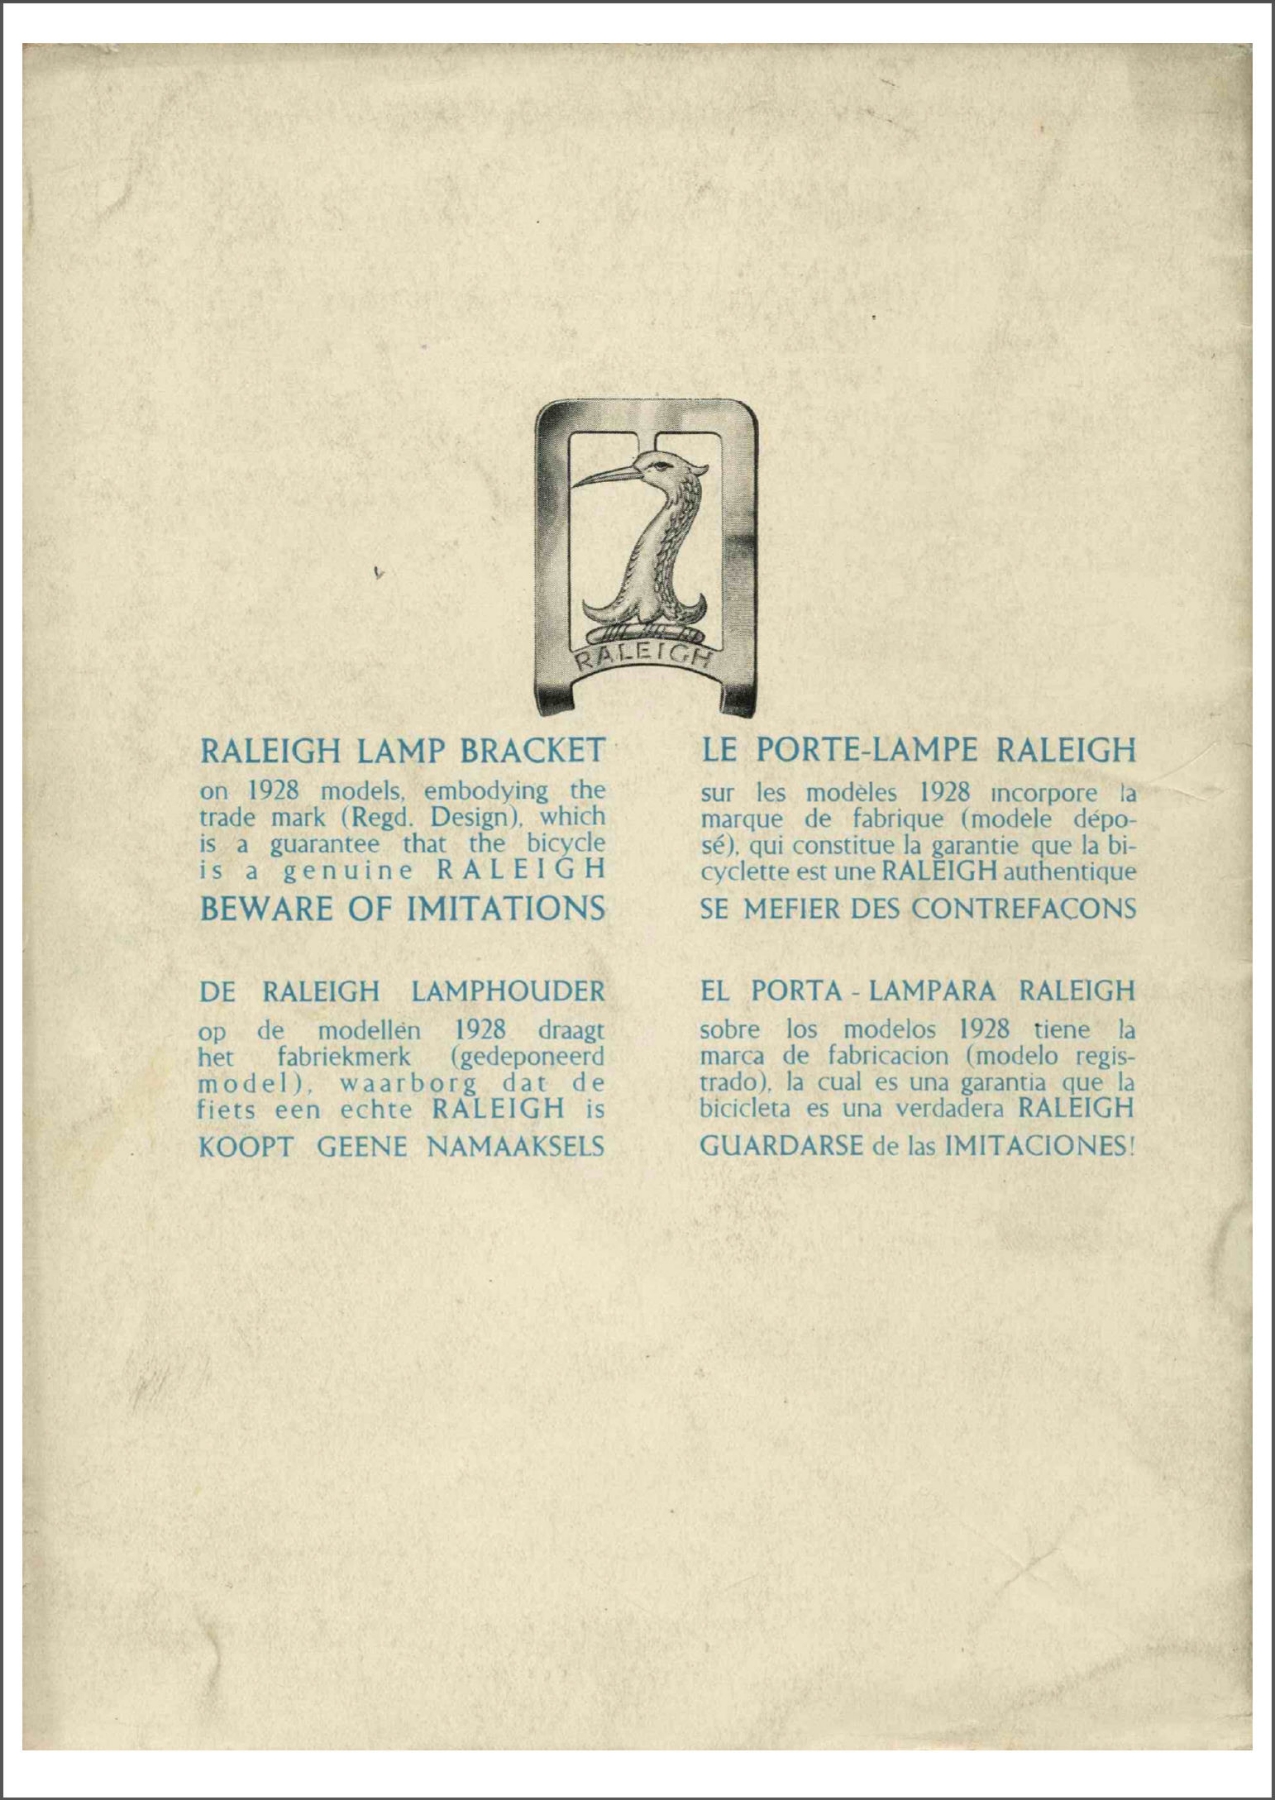 RALEIGH
RALEIGH LAMP BRACKET
on 1928 models, embodying the
trade mark (Regd. Design), which
is a guarantee that the bicycle
is a genuine RALEIGH
BEWARE OF IMITATIONS
LE PORTE-LAMPE RALEIGH
sur les modèles 1928 incorpore la
marque de fabrique (modele dépo-
sé), qui constitue la garantie que la bi-
cyclette est une RALEIGH authentique
SE MEFIER DES CONTREFACONS
DE RALEIGH LAMPHOUDER
op de modellen 1928 draagt
het fabriekmerk (gedeponeerd
model), waarborg dat de
fiets een echte RALEIGH is
KOOPT GEENE NAMAAKSELS
EL PORTA - LAMPARA RALEIGH
sobre los modelos 1928 tiene la
marca de fabricacion (modelo regis-
trado), la cual es una garantia que la
bicicleta es una verdadera RALEIGH
GUARDARSE de las IMITACIONES!